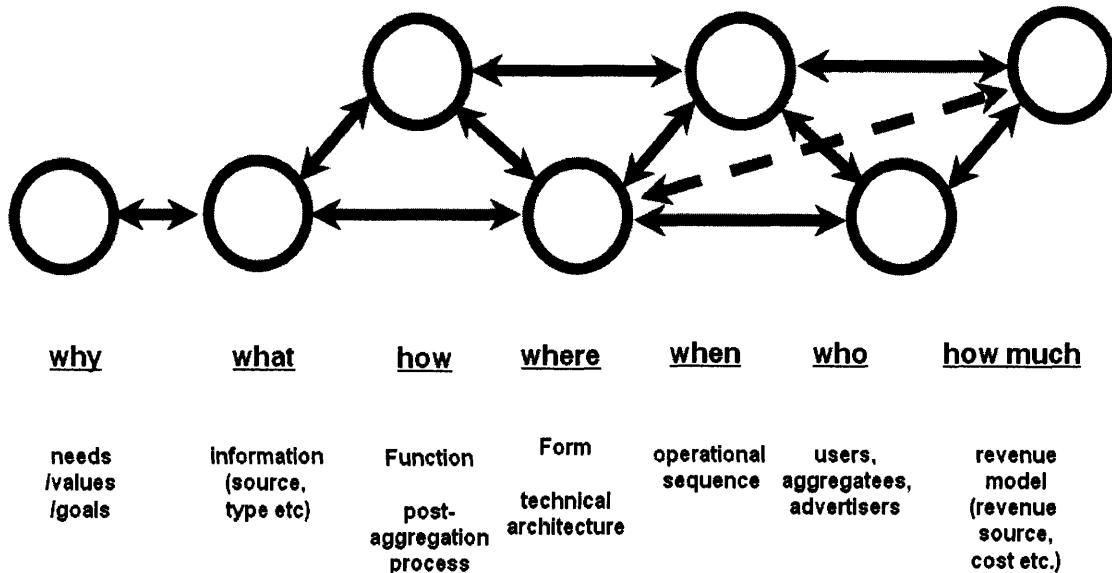 why what how where when who how much
needs
/values
/goals
information
(source,
type etc)
Function
post-
aggregation
process
Form
technical
architecture
operational
sequence
users,
aggregatees,
advertisers
revenue
model
(revenue
source,
cost etc.)